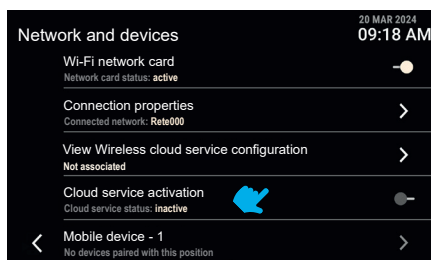 20 MAR 2024
Network and devices 09:18 AM
Wi-Fi network card
Network card status: active
Connection properties
Connected network: Rete000
View Wireless cloud service configuration
Not associated
Cloud service activation
Cloud service status: inactive
Mobile device - 1
No devices paired with this position